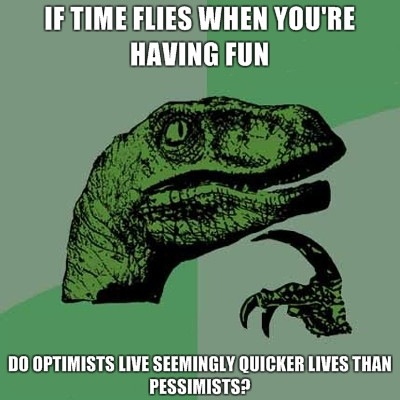 IF TIME FLIES WHEN YOU'RE
HAVING FUN
DO OPTIMISTS LIVE SEEMINGLY QUICKER LIVES THAN
PESSIMISTS?